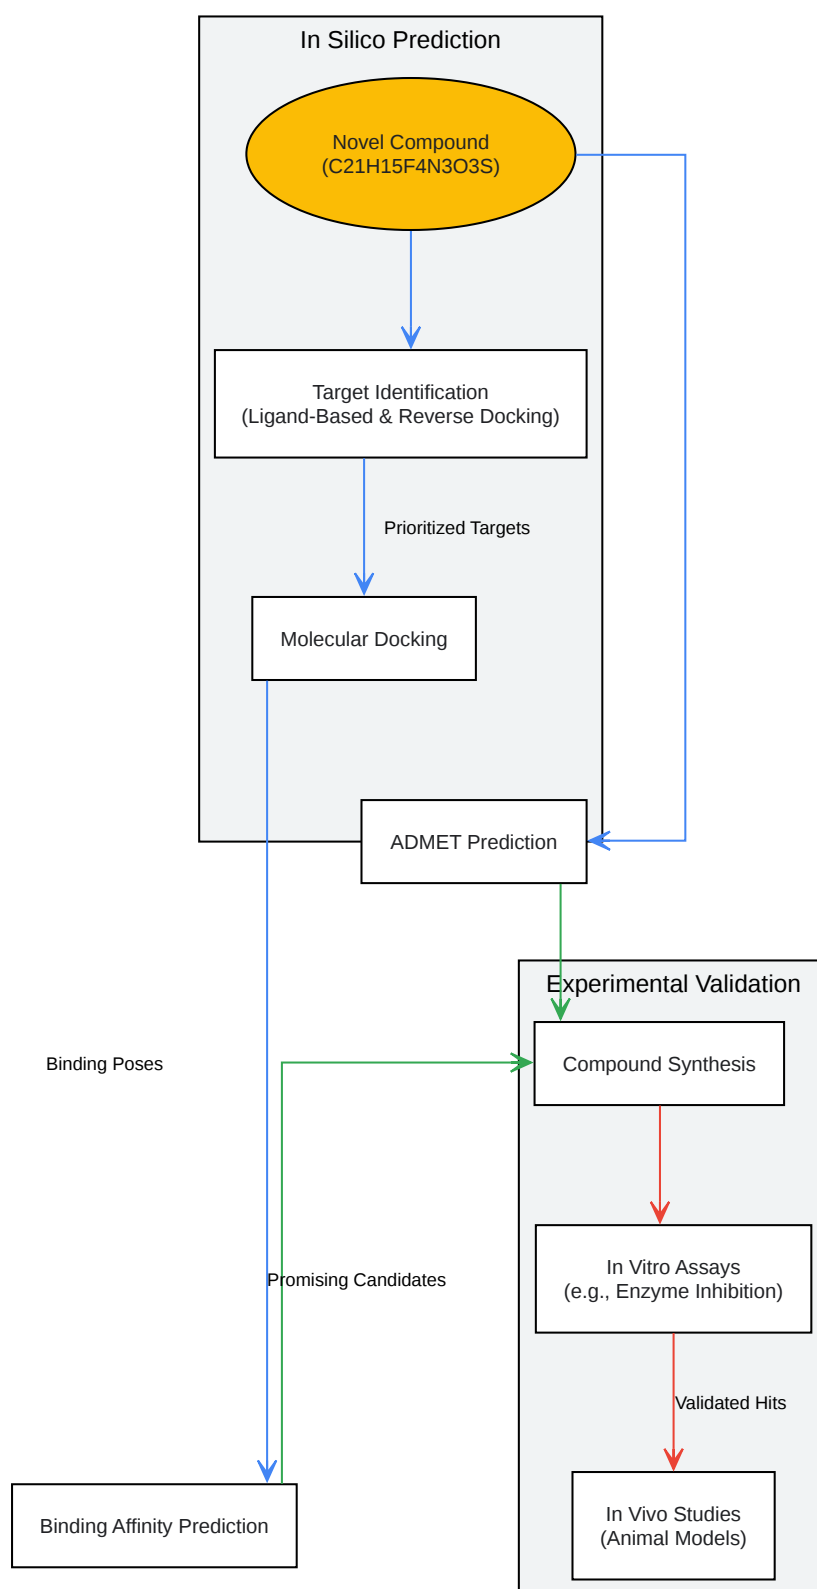 In Silico Prediction
Novel Compound
(C21H15F4N3O3S)
Target Identification
(Ligand-Based & Reverse Docking)
Prioritized Targets
Molecular Docking
ADMET Prediction
Experimental Validation
Binding Poses
Compound Synthesis
In Vitro Assays
(e.g., Enzyme Inhibition)
Promising Candidates
Validated Hits
Binding Affinity Prediction
In Vivo Studies
(Animal Models)